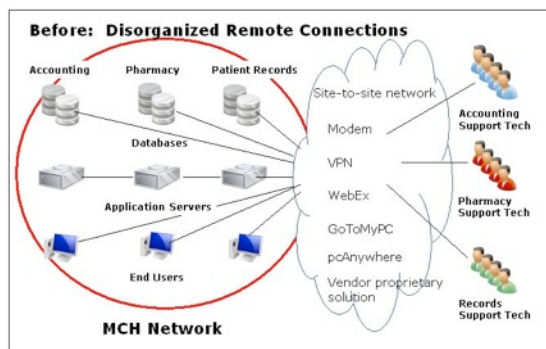 Before: Disorganized Remote Connections
Accounting
Pharmacy
Patient Records
Databases
Application Servers
End Users
MCH Network
Site-to-site network
Modem
VPN
WebEx
GoToMyPC
pcAnywhere
Vendor proprietary
solution
Accounting
Support Tech
Pharmacy
Support Tech
Records
Support Tech